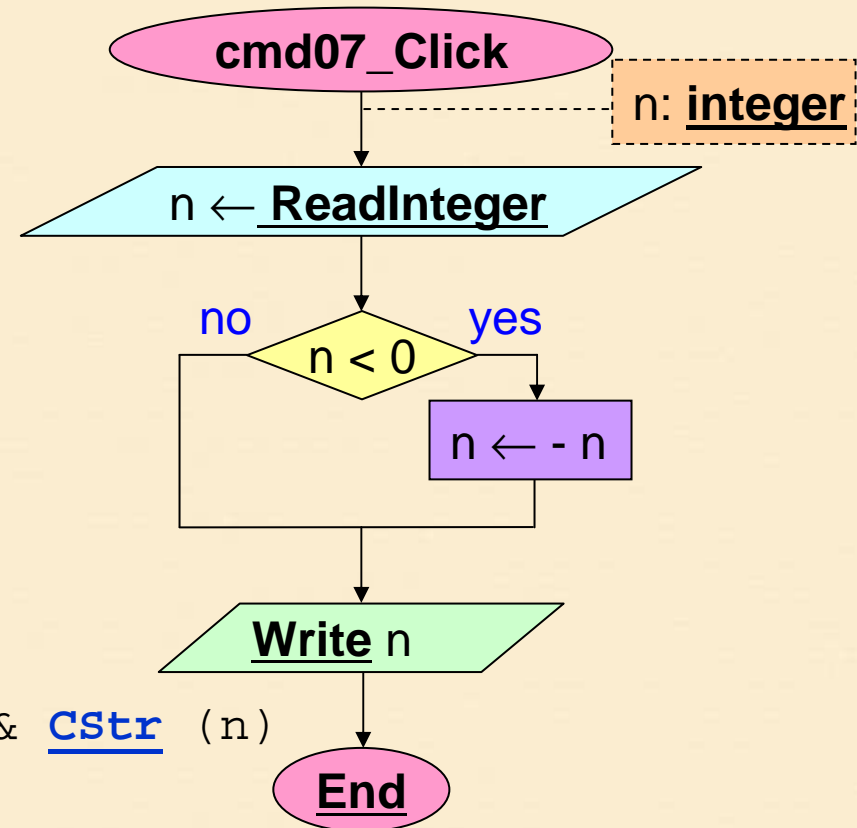 cmd07_Click
n: integer
n ← ReadInteger
no
yes
n < 0
n ← - n
Write n
& CStr (n)
End